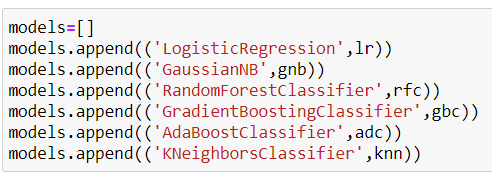 models=[]
models.append(('LogisticRegression',lr))
models.append(('GaussianNB',gnb))
models.append(('RandomForestClassifier',rfc))
models.append(('GradientBoostingClassifier',gbc))
models.append(('AdaBoostClassifier',adc))
models.append(('KNeighborsClassifier',knn))